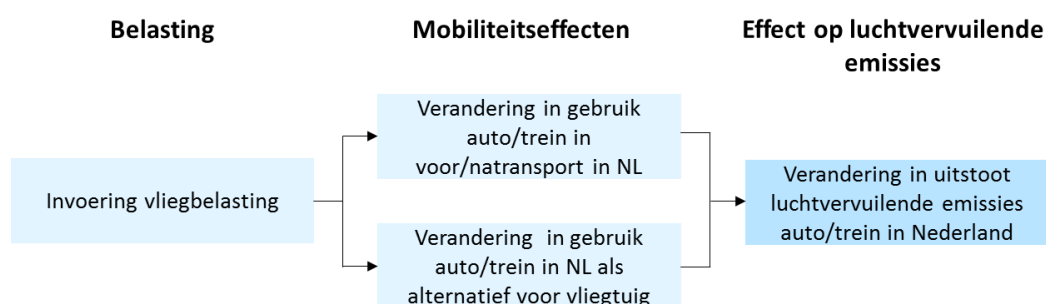 Belasting
Mobiliteitseffecten
Effect op luchtvervuilende
emissies
Verandering in gebruik
auto/trein in
voor/natransport in NL
Invoering vliegbelasting
Verandering in uitstoot
luchtvervuilende emissies
auto/trein in Nederland
Verandering in gebruik
auto/trein in NL als
alternatief voor vliegtuig